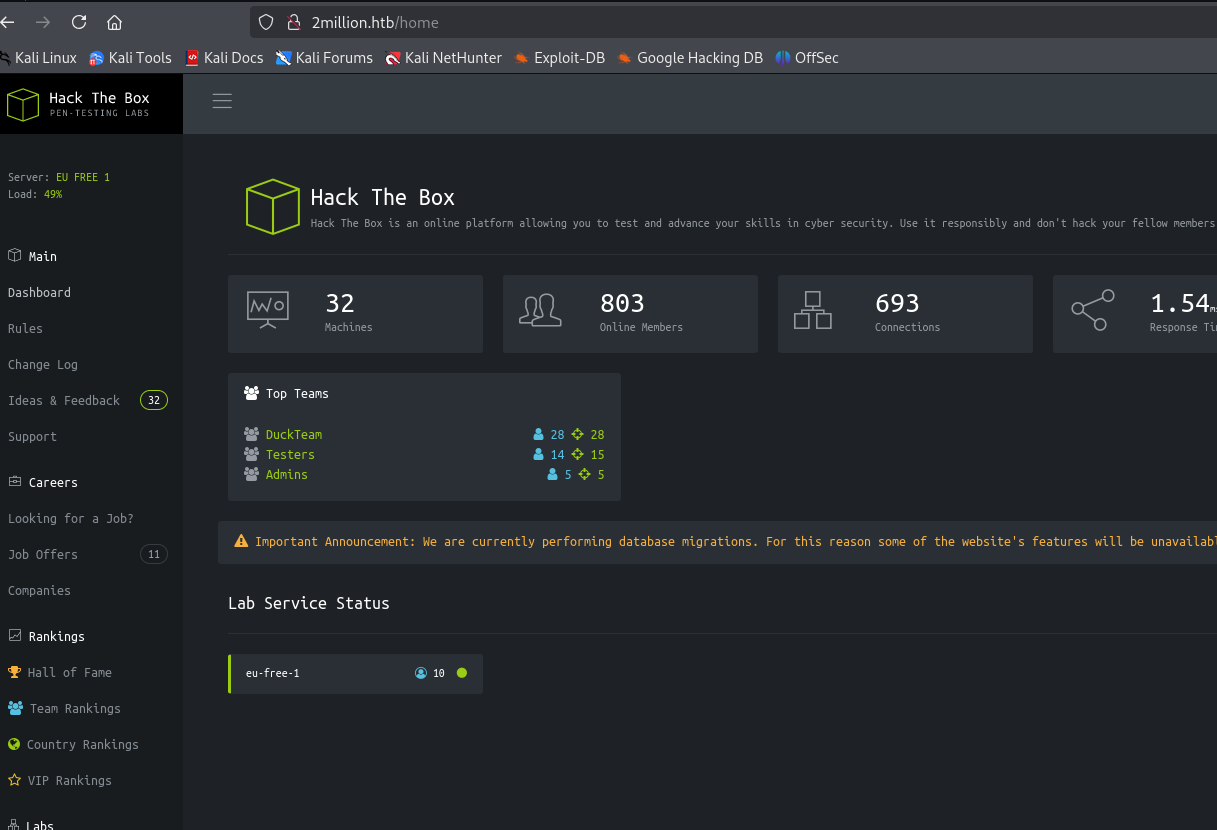 2million.htb/home
Kali Linux Kali Tools Kali Docs Kali Forums Kali NetHunter Exploit-DB Google Hacking DB OffSec
Hack The Box
PEN-TESTING LABS
Server: EU FREE 1
Load: 49%
Main
Dashboard
Rules
Change Log
Ideas & Feedback 32
Support
Careers
Looking for a Job?
Job Offers 11
Companies
Rankings
Hall of Fame
Team Rankings
Country Rankings
VIP Rankings
Labs
Hack The Box
Hack The Box is an online platform allowing you to test and advance your skills in cyber security. Use it responsibly and don't hack your fellow members
32
Machines
803
Online Members
693
Connections
1.54
Response
Top Teams
DuckTeam 28 28
Testers 14 15
Admins 5 5
Important Announcement: We are currently performing database migrations. For this reason some of the website's features will be
Lab Service Status
eu-free-1 10